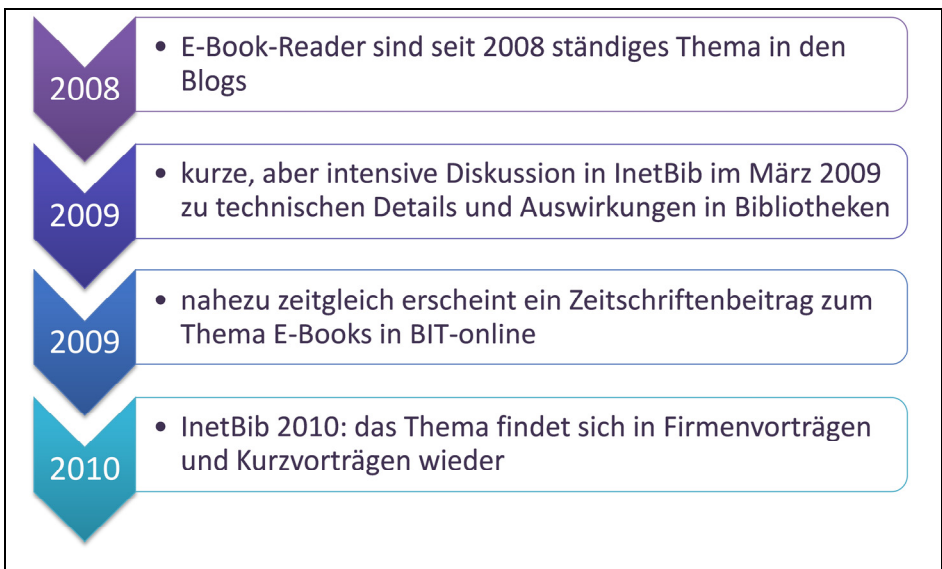 2008
• E-Book-Reader sind seit 2008 ständiges Thema in den
Blogs
2009
• kurze, aber intensive Diskussion in InetBib im März 2009
zu technischen Details und Auswirkungen in Bibliotheken
2009
• nahezu zeitgleich erscheint ein Zeitschriftenbeitrag zum
Thema E-Books in BIT-online
2010
• InetBib 2010: das Thema findet sich in Firmenvorträgen
und Kurzvorträgen wieder